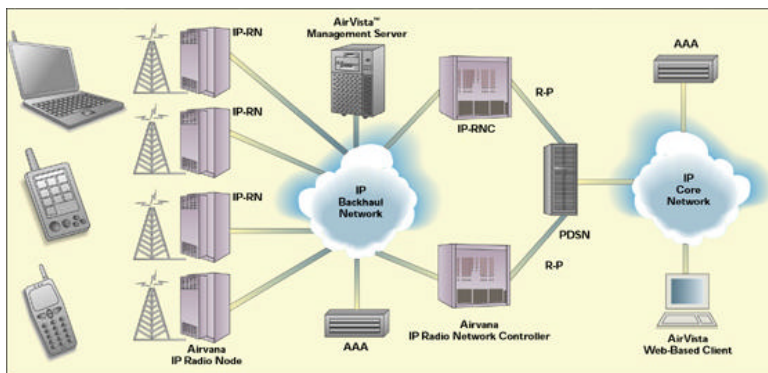 AirVista™
Management Server
IP-RN
IP-RN
IP-RN
Airvana
IP Radio Node
IP
Backhaul
Network
AAA
IP-RNC
Airvana
IP Radio Network Controller
R-P
R-P
PDSN
AAA
IP
Core
Network
AirVista
Web-Based Client